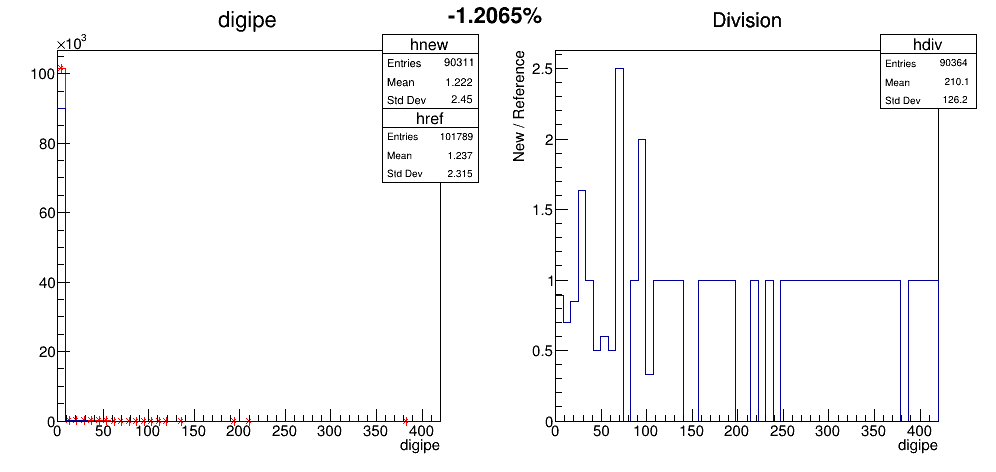 -1.2065%
digipe
×10³
100
80
60
40
20
0
0 50 100 150 200 250 300 350 400
digipe
hnew
Entries 90311
Mean 1.222
Std Dev 2.45
href
Entries 101789
Mean 1.237
Std Dev 2.315
Division
New / Reference
2.5
2
1.5
1
0.5
0
0 50 100 150 200 250 300 350 400
digipe
hdiv
Entries 90364
Mean 210.1
Std Dev 126.2